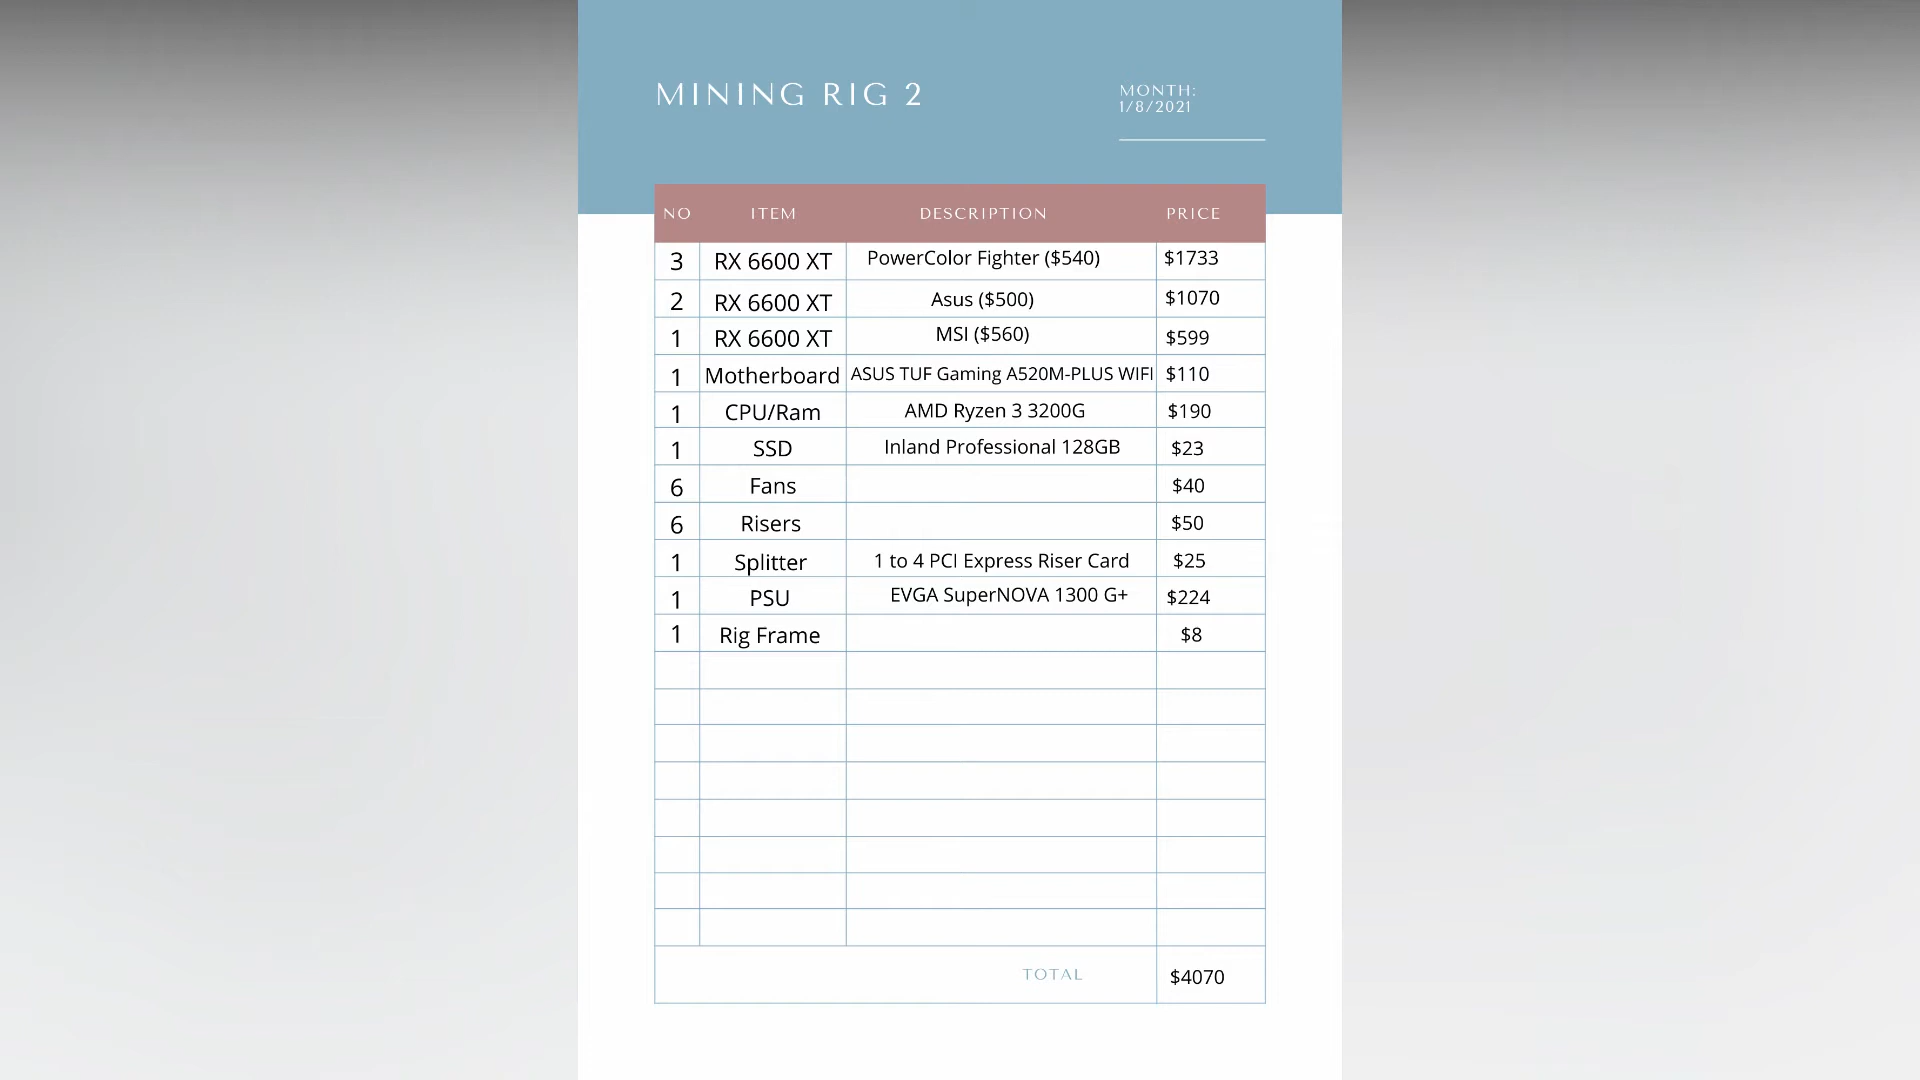 MINING RIG 2
MONTH:
1/8/2021
NO ITEM DESCRIPTION PRICE
3 RX 6600 XT PowerColor Fighter ($540) $1733
2 RX 6600 XT Asus ($500) $1070
1 RX 6600 XT MSI ($560) $599
1 Motherboard ASUS TUF Gaming A520M-PLUS WIFI $110
1 CPU/Ram AMD Ryzen 3 3200G $190
1 SSD Inland Professional 128GB $23
6 Fans $40
6 Risers $50
1 Splitter 1 to 4 PCI Express Riser Card $25
1 PSU EVGA SuperNOVA 1300 G+ $224
1 Rig Frame $8
TOTAL $4070